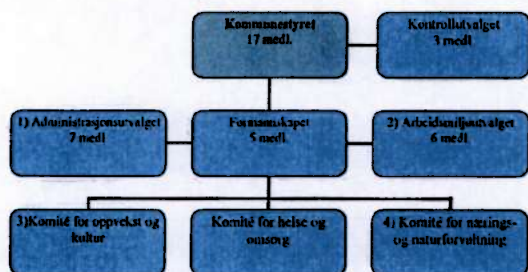 Kommunestyret
17 medl.
Kontrollutvalget
3 medl
1) Administrasjonsutvalget
7 medl
Formannskapet
5 medl
2) Arbeidsmiljøutvalget
6 medl
3)Komité for oppvekst og
kultur
Komité for helse og
omsorg
4) Komité for nærings-
og naturforvaltning